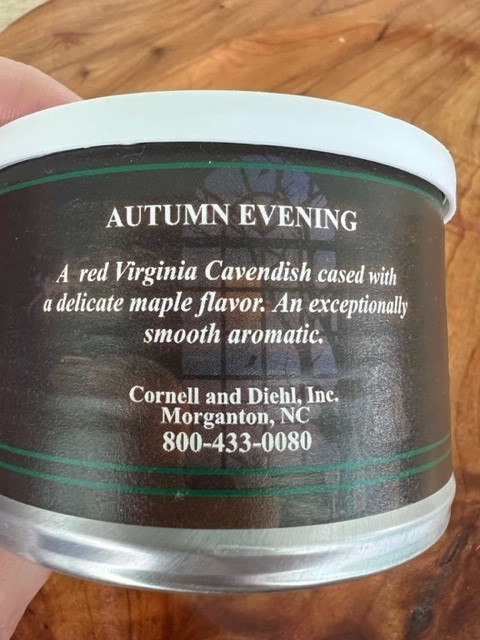 AUTUMN EVENING
A red Virginia Cavendish cased with
a delicate maple flavor. An exceptionally
smooth aromatic.
Cornell and Diehl, Inc.
Morganton, NC
800-433-0080